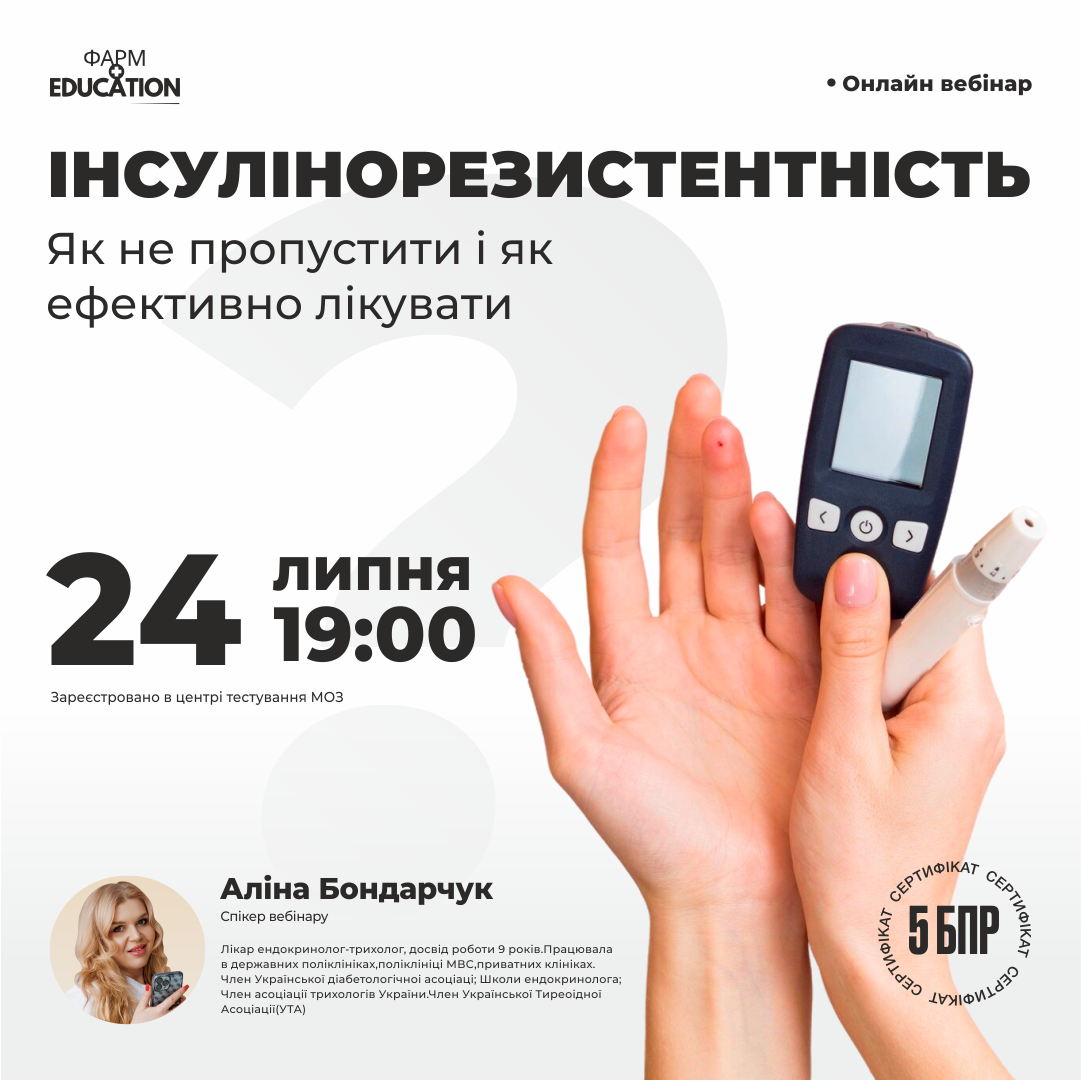 ФАРМ
EDUCATION
• Онлайн вебінар
ІНСУЛІНОРЕЗИСТЕНТНІСТЬ
Як не пропустити і як
ефективно лікувати
24 липня
19:00
Зареєстровано в центрі тестування МОЗ
Аліна Бондарчук
Спікер вебінару
Лікар ендокринолог-трихолог, досвід роботи 9 років.Працювала
в державних поліклініках,поліклініці МВС,приватних клініках.
Член Української діабетологічної асоціаці; Школи ендокринолога;
Член асоціації трихологів України.Член Української Тиреоідної
Асоціації(УТА)
СЕРТИФІКАТ СЕРТИФІКАТ СЕРТИФІКАТ СЕРТИФІКАТ
5 БПР